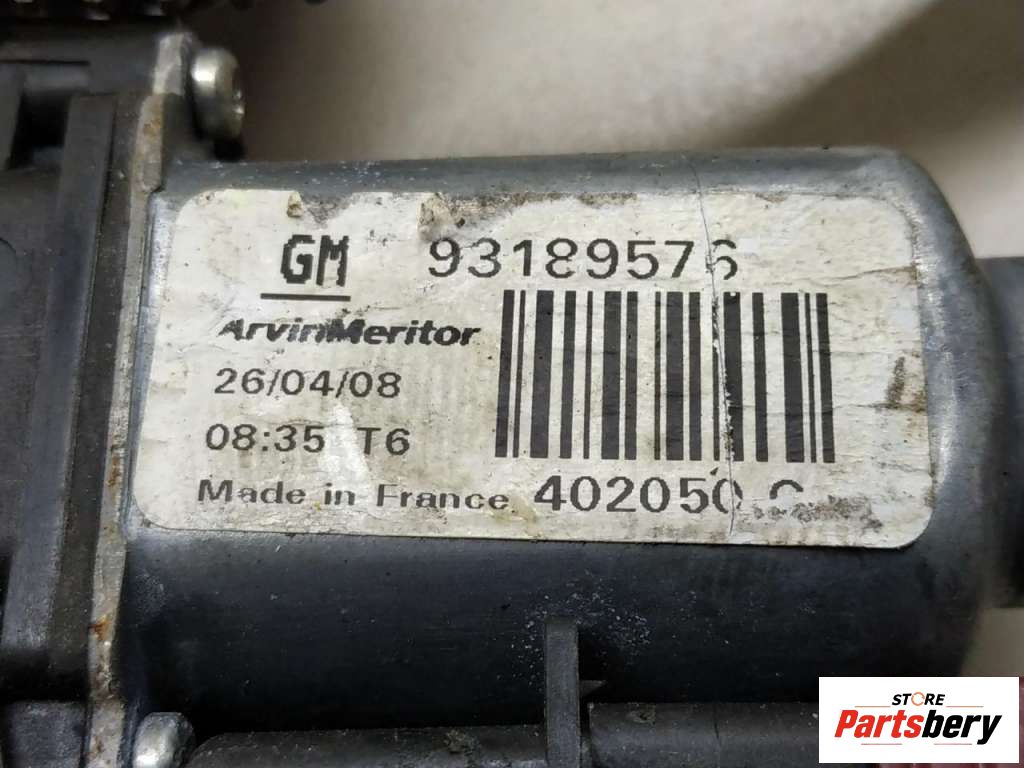 GM 93189576
ArvinMeritor
26/04/08
08:35 T6
Made in France. 402050
STORE
Partsbery